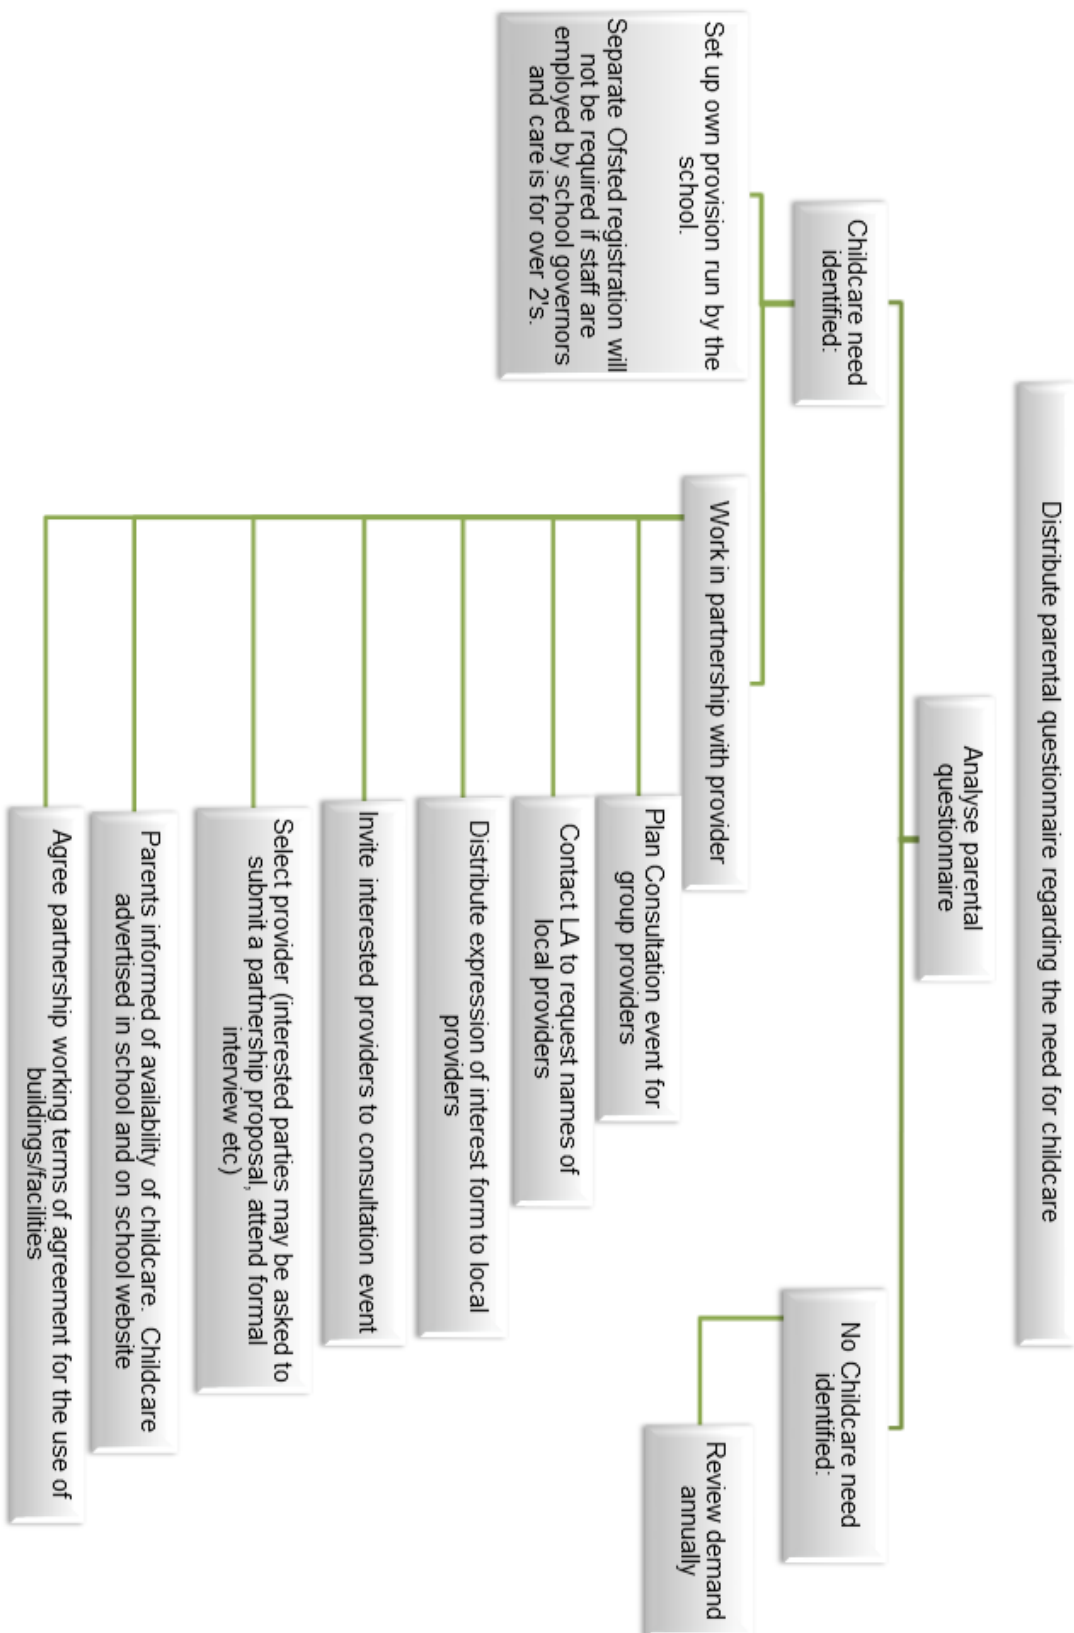 Distribute parental questionnaire regarding the need for childcare
Analyse parental
questionnaire
Childcare need
identified:
No Childcare need
identified:
Set up own provision run by the
school.
Separate Ofsted registration will
not be required if staff are
employed by school governors
and care is for over 2's.
Work in partnership with provider
Review demand
annually
Plan Consultation event for
group providers
Contact LA to request names of
local providers
Distribute expression of interest form to local
providers
Invite interested providers to consultation event
Select provider (interested parties may be asked to
submit a partnership proposal, attend formal
interview etc)
Parents informed of availability of childcare. Childcare
advertised in school and on school website
Agree partnership working terms of agreement for the use of
buildings/facilities